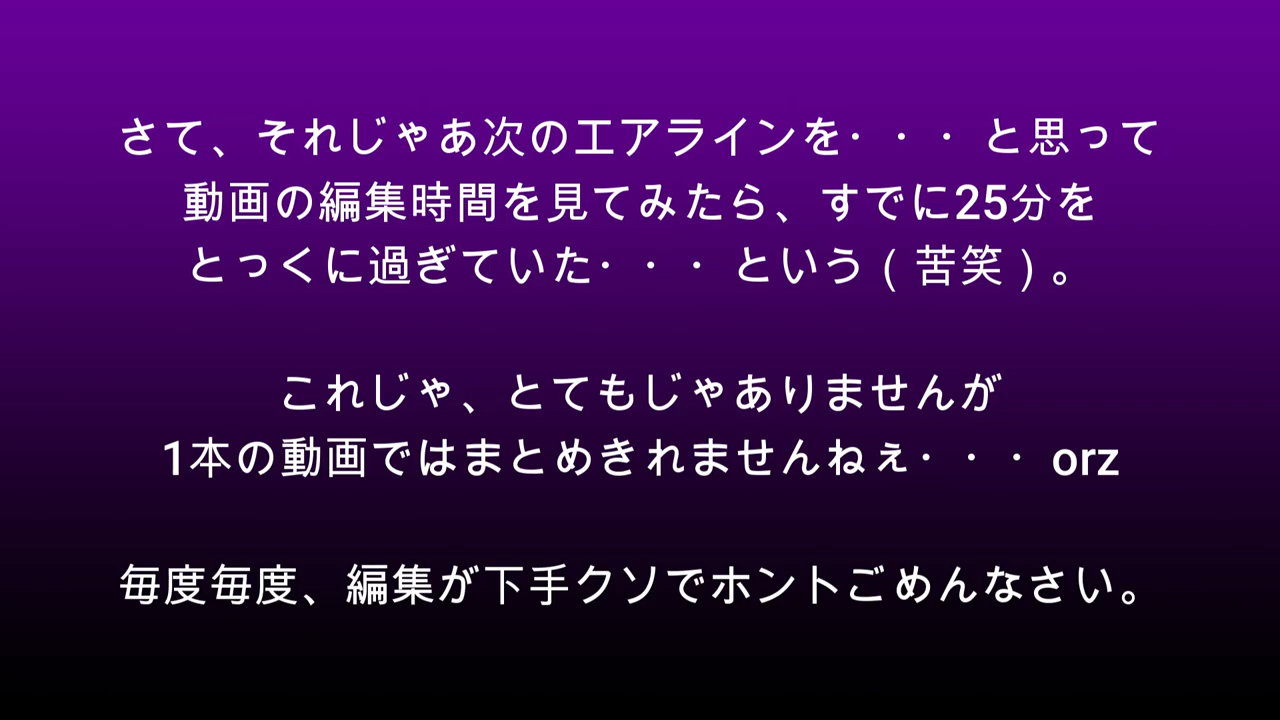 さて、それじゃあ次のエアラインを・・・と思って
動画の編集時間を見てみたら、すでに25分を
とっくに過ぎていた・・・という(苦笑)。
これじゃ、とてもじゃありませんが
1本の動画ではまとめきれませんねぇ・・・orz
毎度毎度、編集が下手クソでホントごめんなさい。